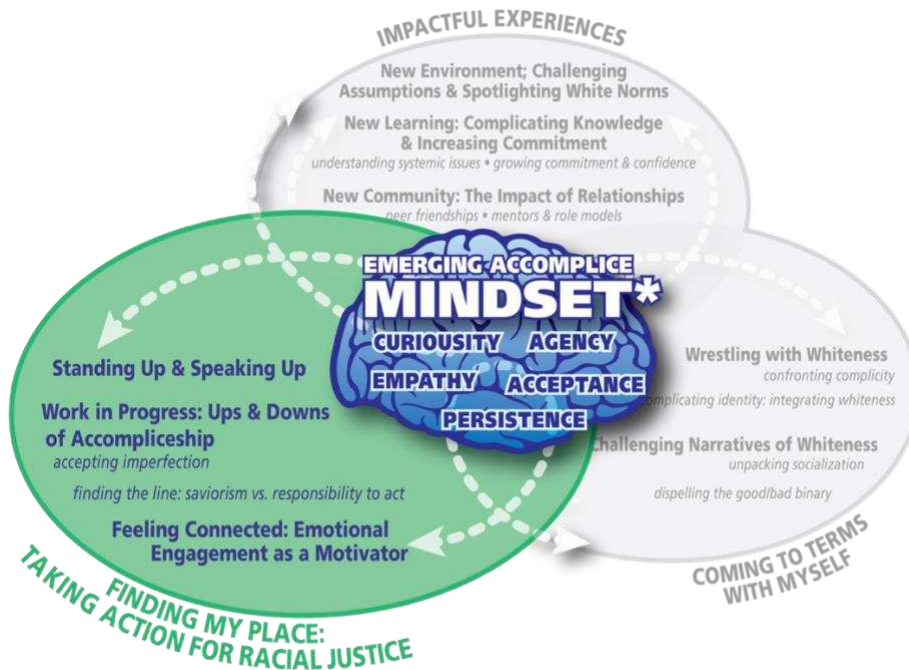 IMPACTFUL EXPERIENCES
New Environment; Challenging
Assumptions & Spotlighting White Norms
New Learning: Complicating Knowledge
& Increasing Commitment
understanding systemic issues • growing commitment & confidence
New Community: The Impact of Relationships
peer friendships • mentors & role models
EMERGING ACCOMPLICE
MINDSET*
CURIOUSITY AGENCY
EMPATHY ACCEPTANCE
PERSISTENCE
Standing Up & Speaking Up
Work in Progress: Ups & Downs
of Accompliceship
accepting imperfection
finding the line: saviorism vs. responsibility to act
Feeling Connected: Emotional
Engagement as a Motivator
FINDING MY PLACE:
TAKING ACTION FOR RACIAL JUSTICE
Wrestling with Whiteness
confronting complicity
omplicating identity: integrating whiteness
hallenging Narratives of Whiteness
unpacking socialization
dispelling the good/bad binary
COMING TO TERMS
WITH MYSELF